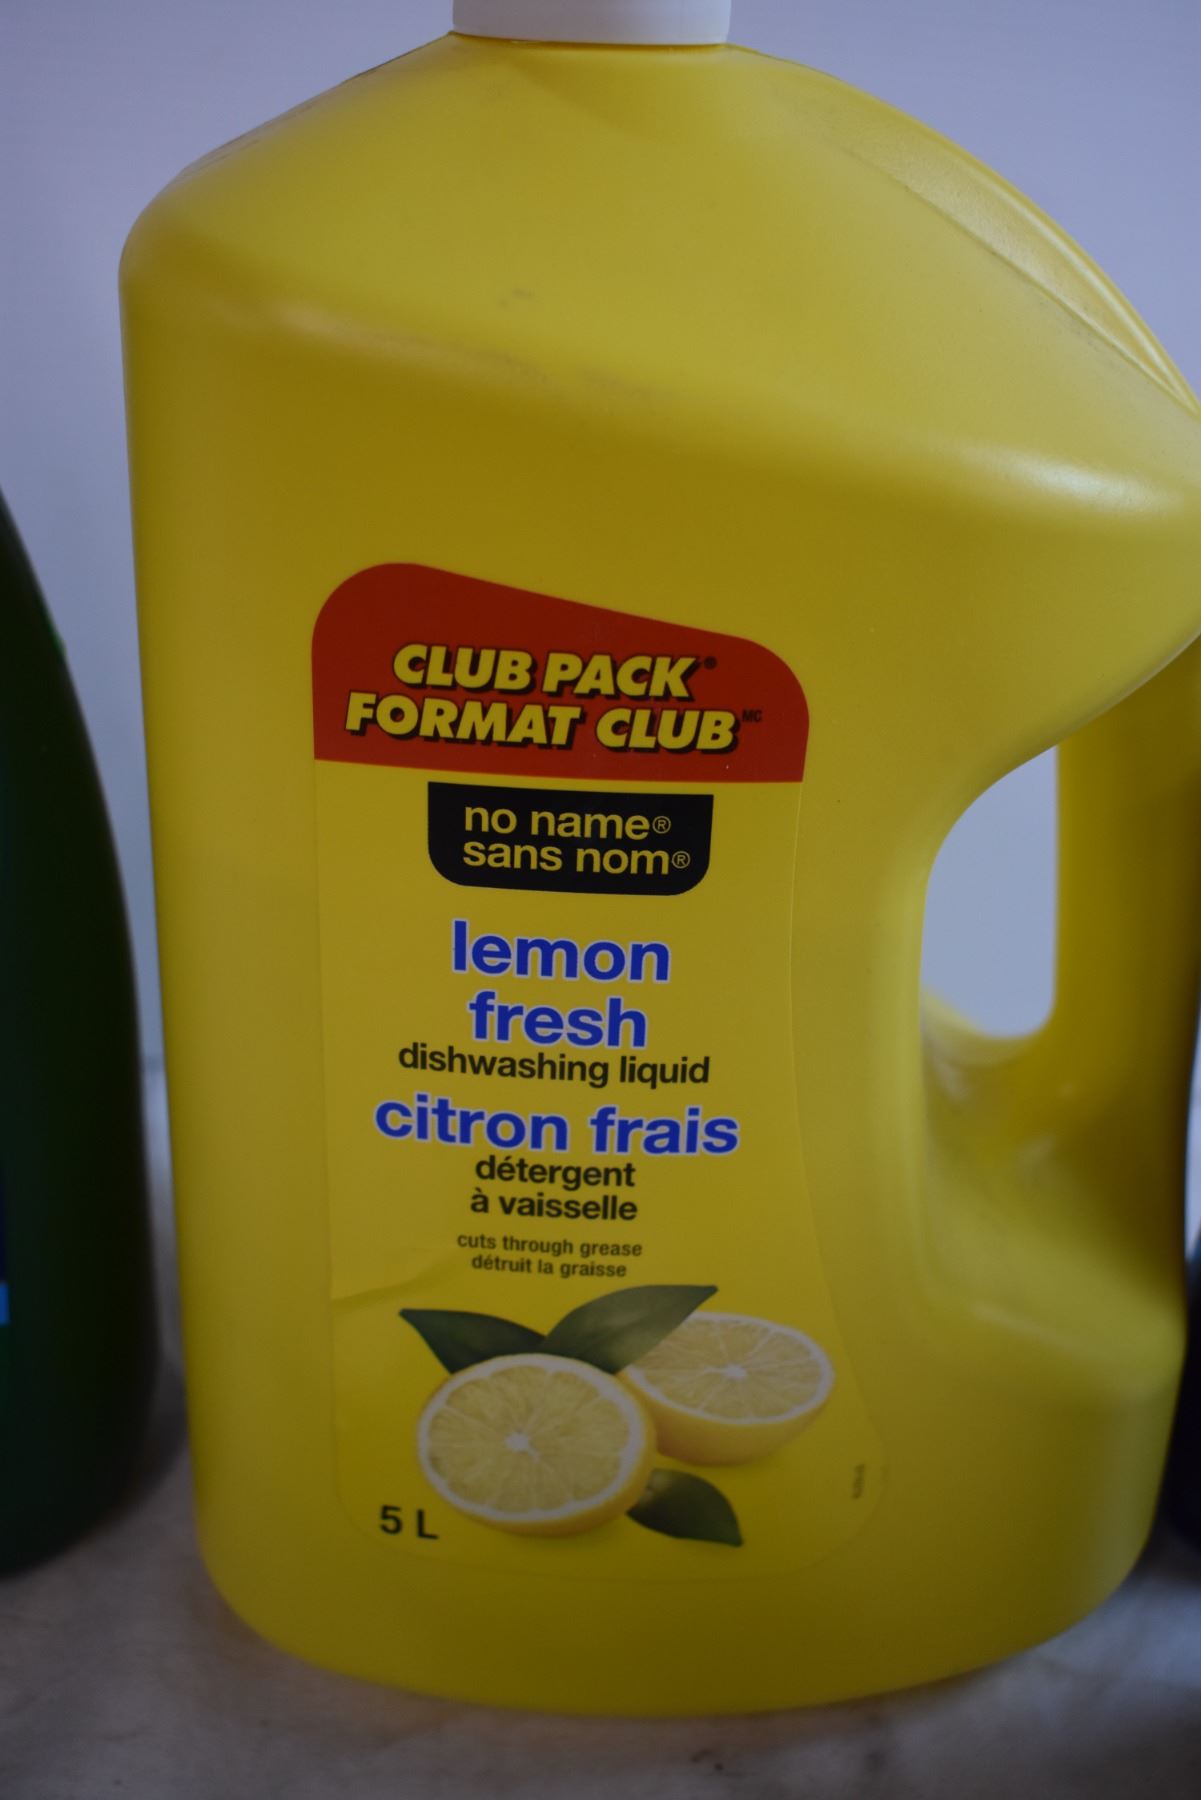 CLUB PACK®
FORMAT CLUB MC
no name®
sans nom®
lemon
fresh
dishwashing liquid
citron frais
détergent
à vaisselle
cuts through grease
détruit la graisse
5 L